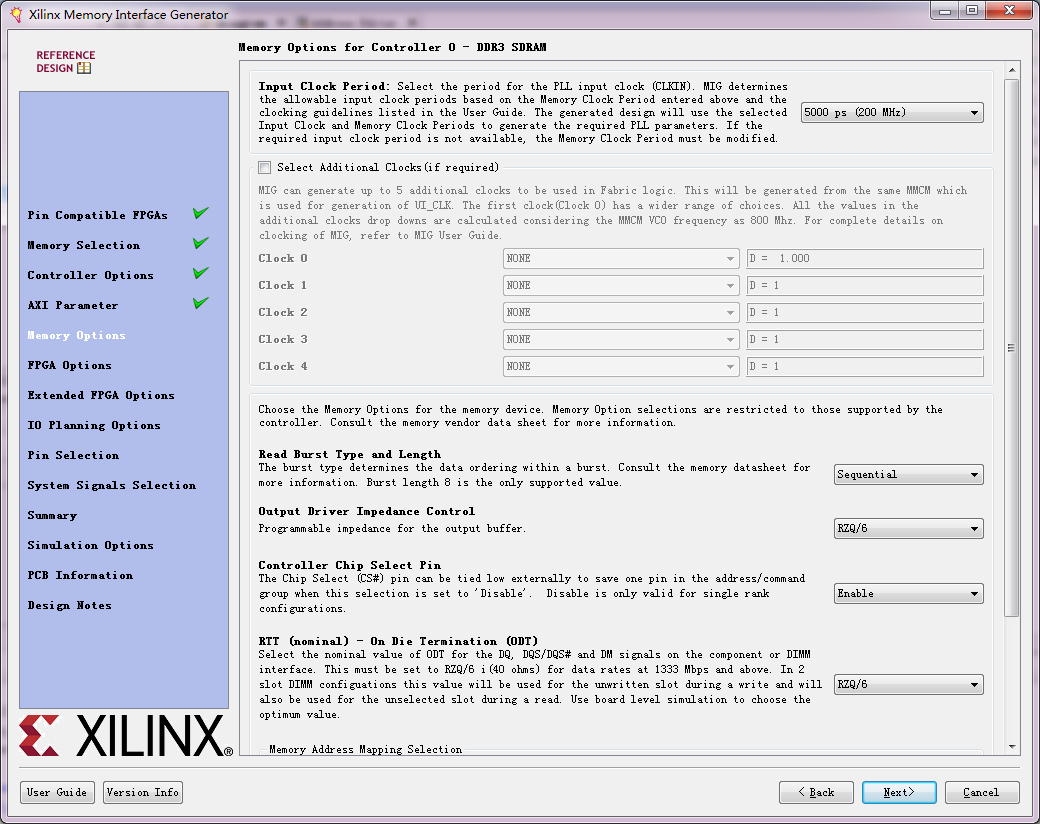 Xilinx Memory Interface Generator
REFERENCE
DESIGN
Pin Compatible FPGAs
Memory Selection
Controller Options
AXI Parameter
Memory Options
FPGA Options
Extended FPGA Options
IO Planning Options
Pin Selection
System Signals Selection
Summary
Simulation Options
PCB Information
Design Notes
XILINX®
Memory Options for Controller 0 - DDR3 SDRAM
Input Clock Period: Select the period for the PLL input clock (CLKIN). MIG determines
the allowable input clock periods based on the Memory Clock Period entered above and the
clocking guidelines listed in the User Guide. The generated design will use the selected
Input Clock and Memory Clock Periods to generate the required PLL parameters. If the
required input clock period is not available, the Memory Clock Period must be modified.
5000 ps (200 MHz)
Select Additional Clocks(if required)
MIG can generate up to 5 additional clocks to be used in Fabric logic. This will be generated from the same MMCM which
is used for generation of UI_CLK. The first clock(Clock 0) has a wider range of choices. All the values in the
additional clocks drop downs are calculated considering the MMCM VCO frequency as 800 Mhz. For complete details on
clocking of MIG, refer to MIG User Guide.
Clock 0 NONE D = 1.000
Clock 1 NONE D = 1
Clock 2 NONE D = 1
Clock 3 NONE D = 1
Clock 4 NONE D = 1
Choose the Memory Options for the memory device. Memory Option selections are restricted to those supported by the
controller. Consult the memory vendor data sheet for more information.
Read Burst Type and Length
The burst type determines the data ordering within a burst. Consult the memory datasheet for
more information. Burst length 8 is the only supported value.
Sequential
Output Driver Impedance Control
Programmable impedance for the output buffer.
RZQ/6
Controller Chip Select Pin
The Chip Select (CS#) pin can be tied low externally to save one pin in the address/command
group when this selection is set to 'Disable'. Disable is only valid for single rank
configurations.
Enable
RTT (nominal) - On Die Termination (ODT)
Select the nominal value of ODT for the DQ, DQS/DQS# and DM signals on the component or DIMM
interface. This must be set to RZQ/6 i(40 ohms) for data rates at 1333 Mbps and above. In 2
slot DIMM configuations this value will be used for the unwritten slot during a write and will
also be used for the unselected slot during a read. Use board level simulation to choose the
optimum value.
RZQ/6
Memory Address Mapping Selection
User Guide
Version Info
< Back
Next>
Cancel